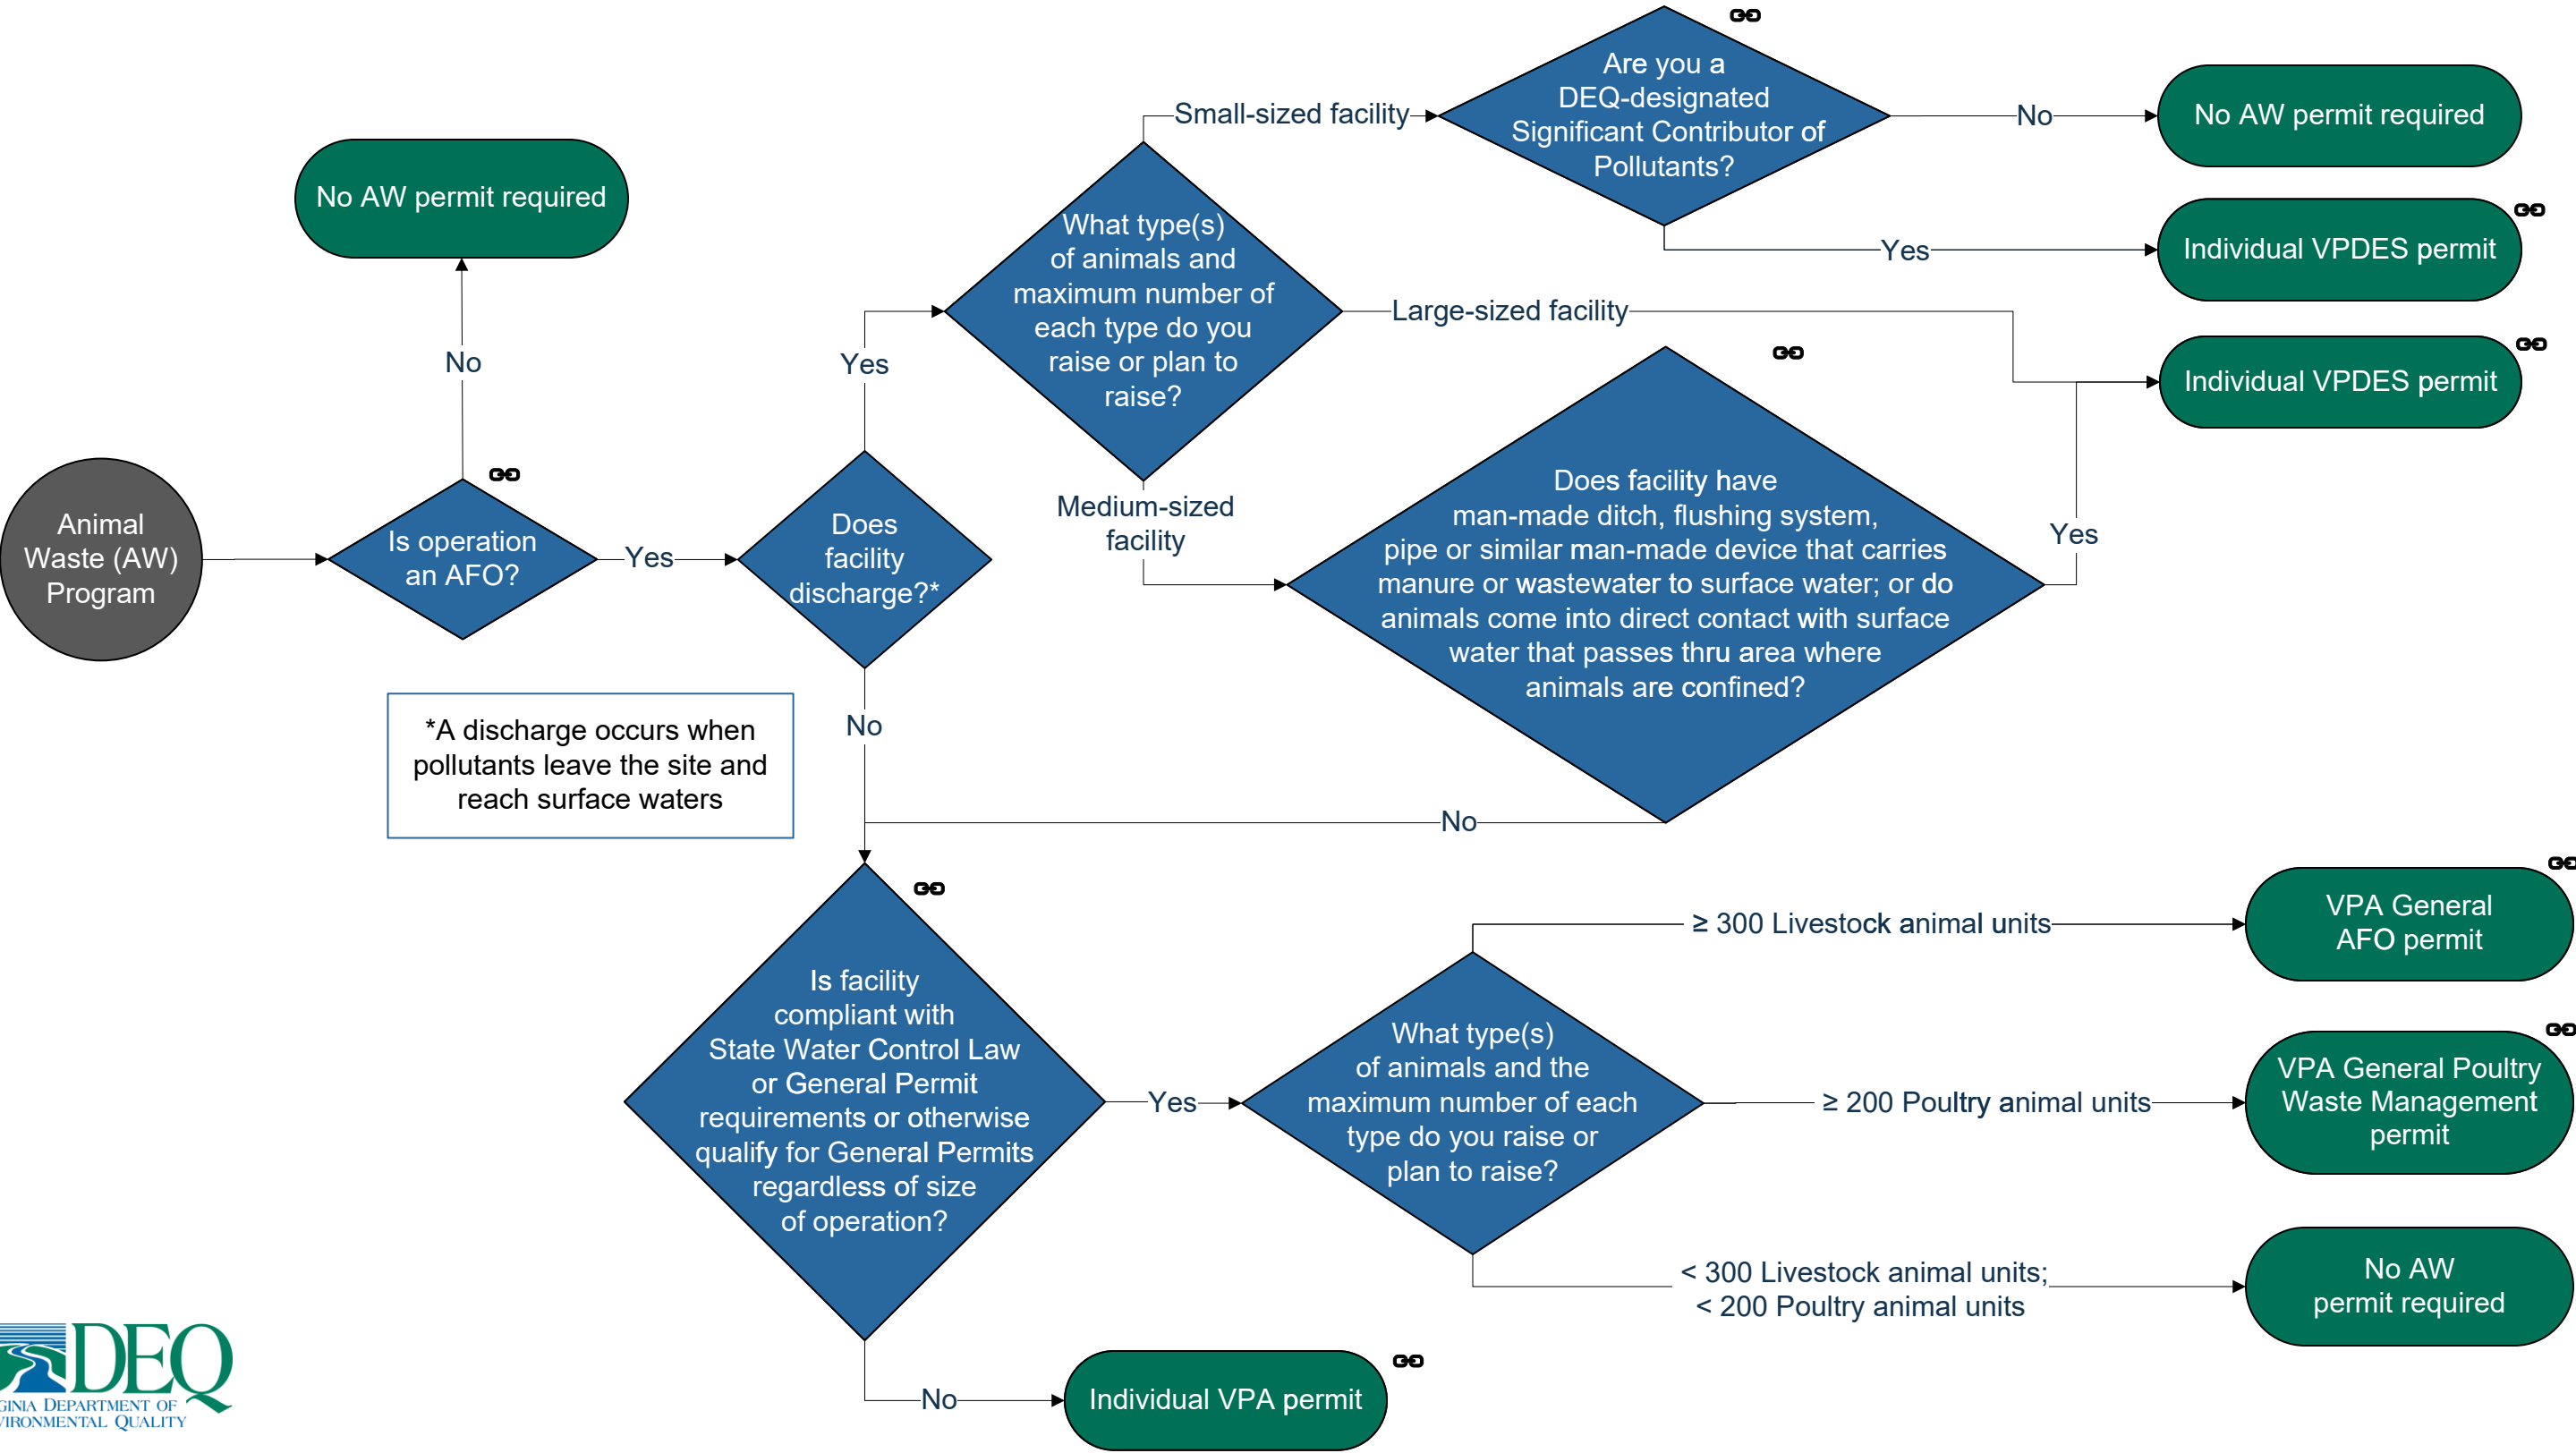 Animal
Waste (AW)
Program
Is operation
an AFO?
No
No AW permit required
Yes
Does
facility
discharge?*
*A discharge occurs when
pollutants leave the site and
reach surface waters
Yes
What type(s)
of animals and
maximum number of
each type do you
raise or plan to
raise?
Small-sized facility
Are you a
DEQ-designated
Significant Contributor of
Pollutants?
No
No AW permit required
Yes
Individual VPDES permit
Large-sized facility
Individual VPDES permit
Medium-sized
facility
Does facility have
man-made ditch, flushing system,
pipe or similar man-made device that carries
manure or wastewater to surface water; or do
animals come into direct contact with surface
water that passes thru area where
animals are confined?
Yes
No
No
Is facility
compliant with
State Water Control Law
or General Permit
requirements or otherwise
qualify for General Permits
regardless of size
of operation?
Yes
What type(s)
of animals and the
maximum number of each
type do you raise or
plan to raise?
≥ 300 Livestock animal units
VPA General
AFO permit
≥ 200 Poultry animal units
VPA General Poultry
Waste Management
permit
< 300 Livestock animal units;
< 200 Poultry animal units
No AW
permit required
No
Individual VPA permit
DEQ
GINIA DEPARTMENT OF
VIRONMENTAL QUALITY